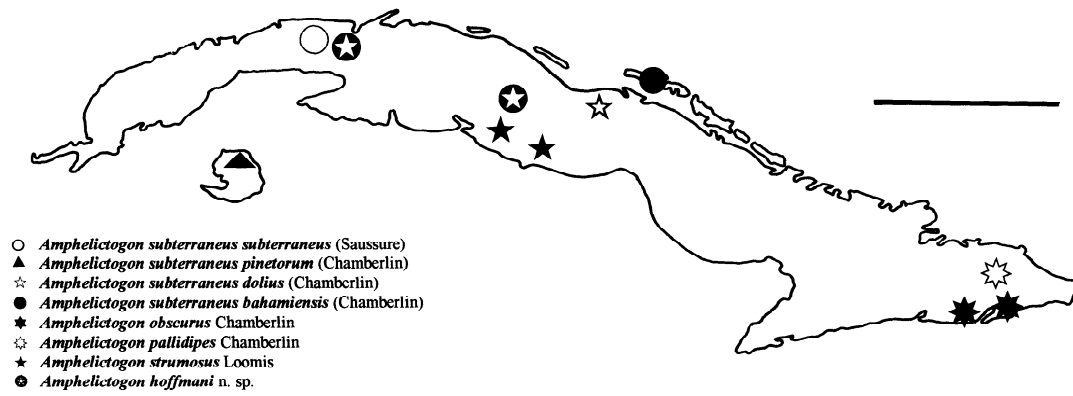 Amphelictogon subterraneus subterraneus (Saussure)
Amphelictogon subterraneus pinetorum (Chamberlin)
Amphelictogon subterraneus dolius (Chamberlin)
Amphelictogon subterraneus bahamiensis (Chamberlin)
Amphelictogon obscurus Chamberlin
Amphelictogon pallidipes Chamberlin
Amphelictogon strumosus Loomis
Amphelictogon hoffmani n. sp.